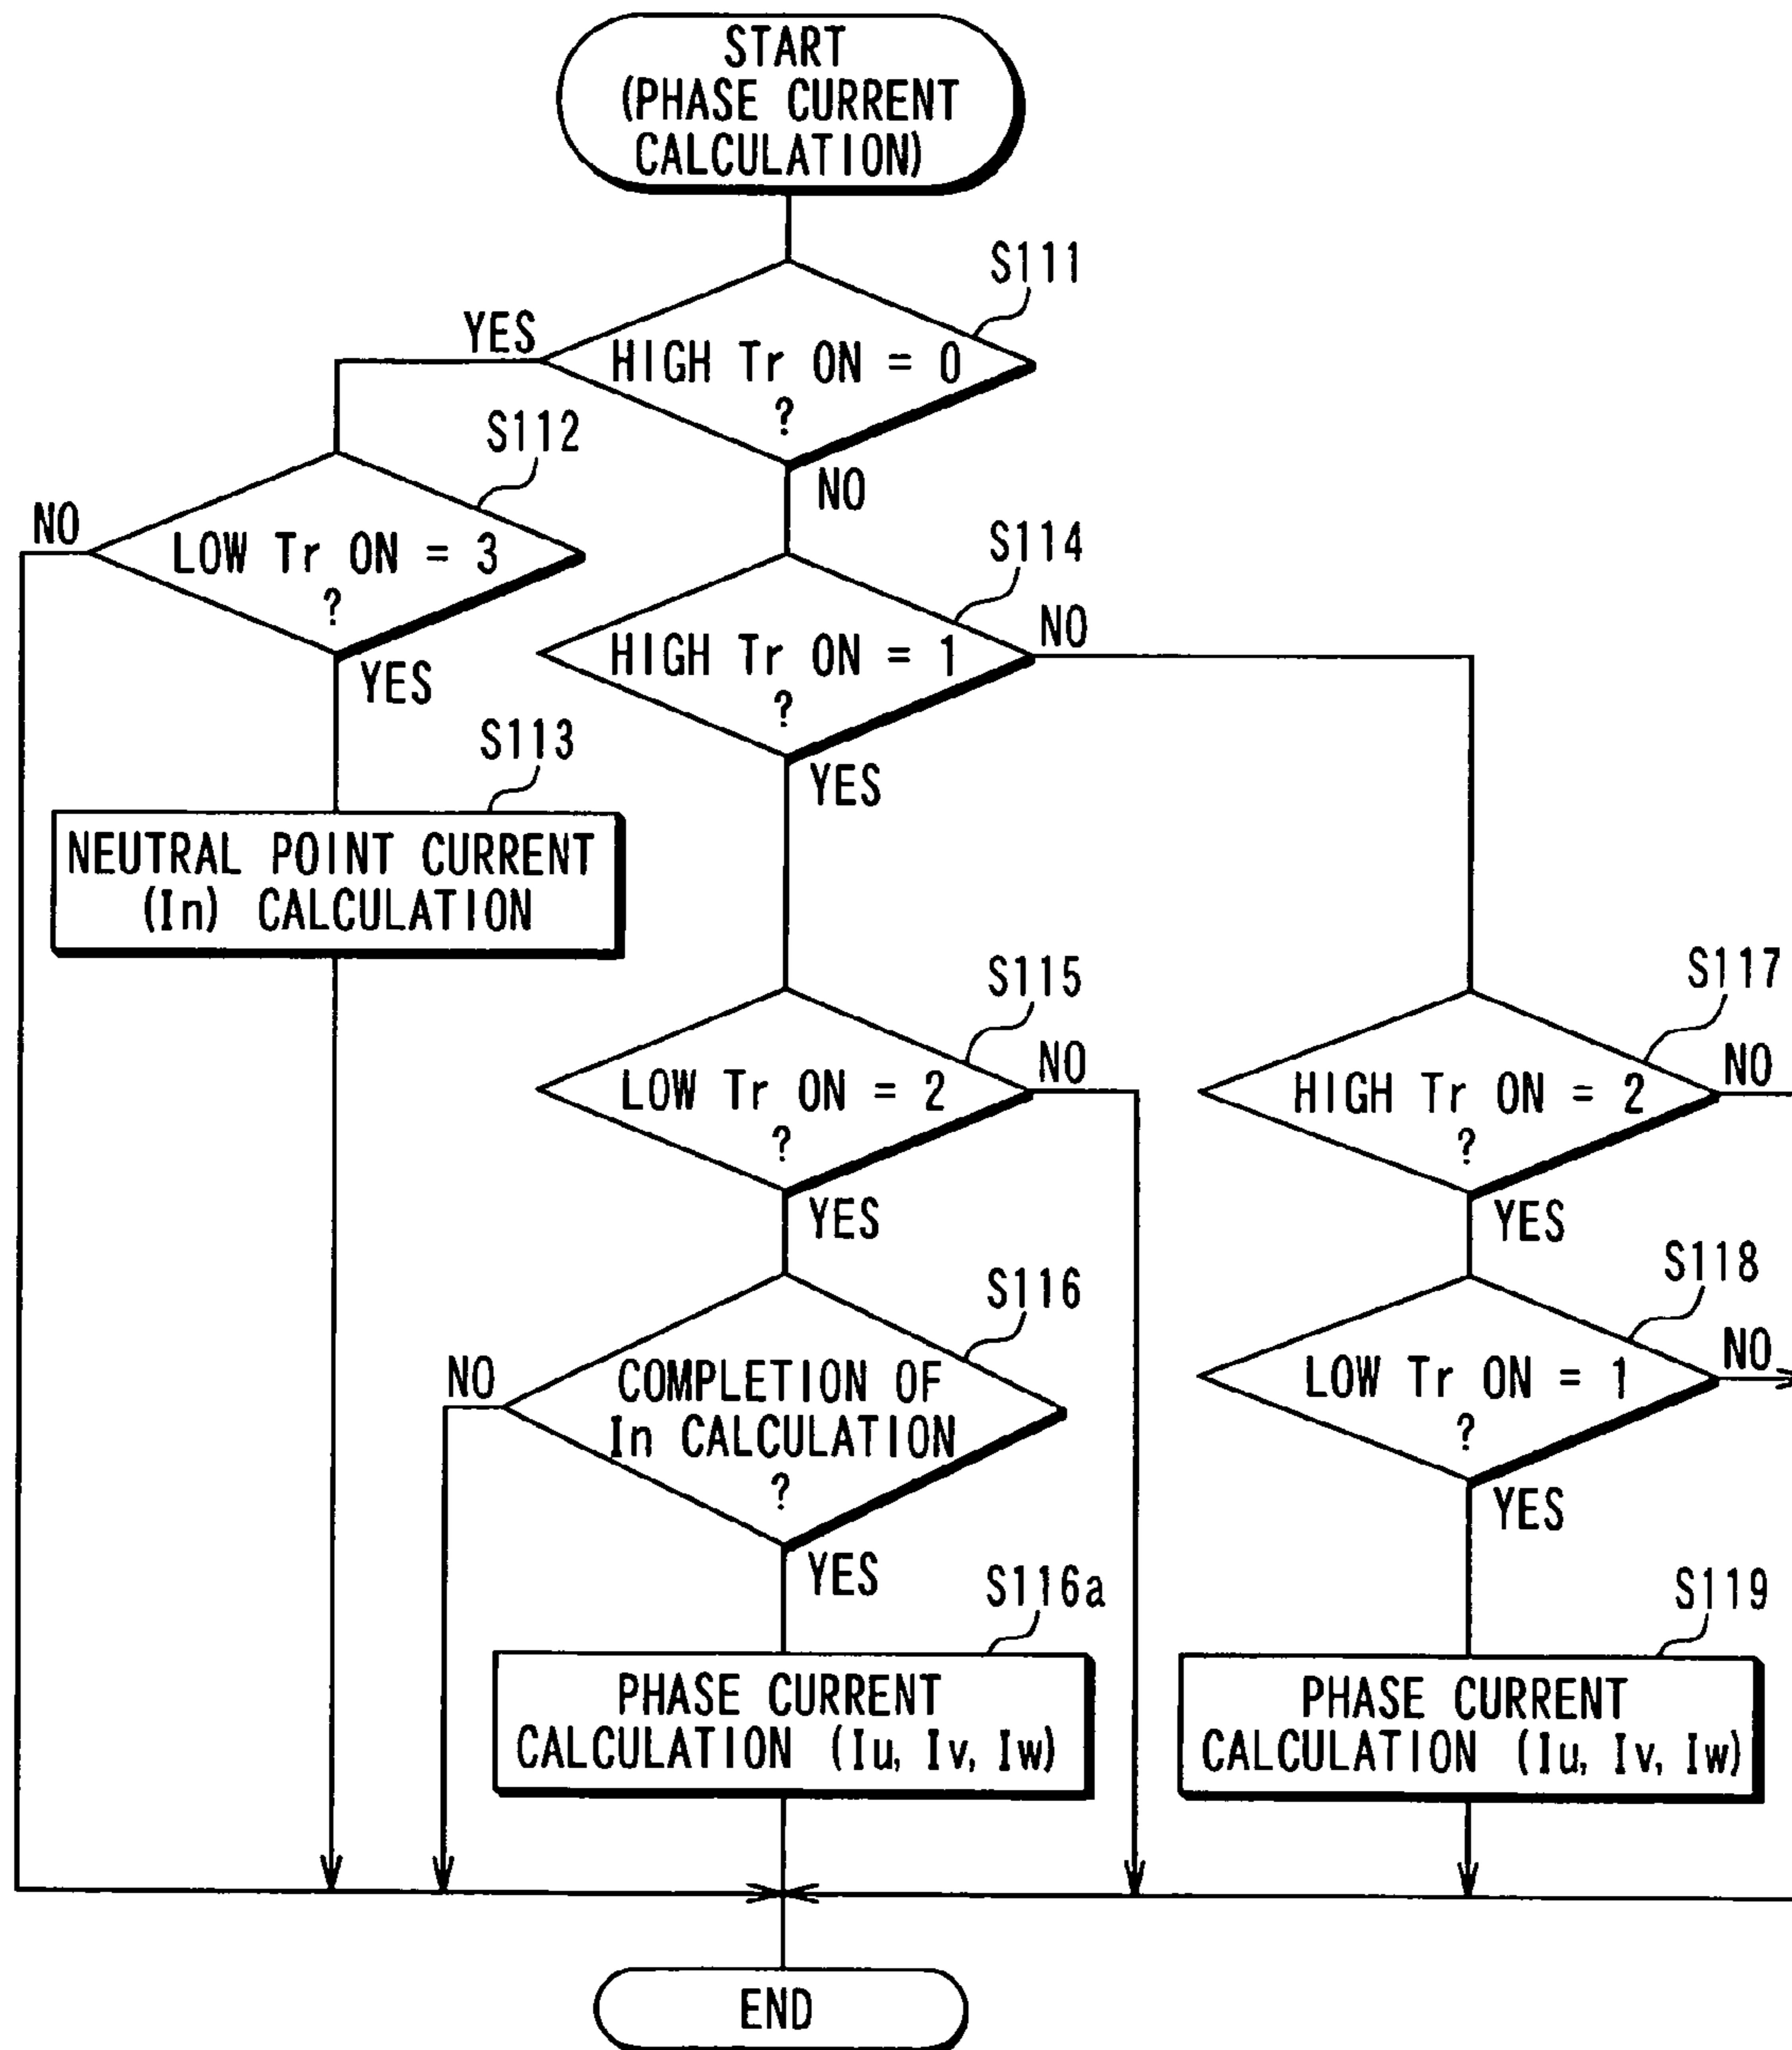 START
(PHASE CURRENT
CALCULATION)
S111
YES
HIGH Tr ON = 0
?
S112
NO
NO
LOW Tr ON = 3
?
S114
NO
HIGH Tr ON = 1
?
YES
S113
YES
NEUTRAL POINT CURRENT
(In) CALCULATION
S115
S117
NO
NO
LOW Tr ON = 2
?
HIGH Tr ON = 2
?
YES
YES
S116
S118
NO
COMPLETION OF
In CALCULATION
?
NO
LOW Tr ON = 1
?
YES
YES
S116a
S119
PHASE CURRENT
CALCULATION (Iu, Iv, Iw)
PHASE CURRENT
CALCULATION (Iu, Iv, Iw)
END